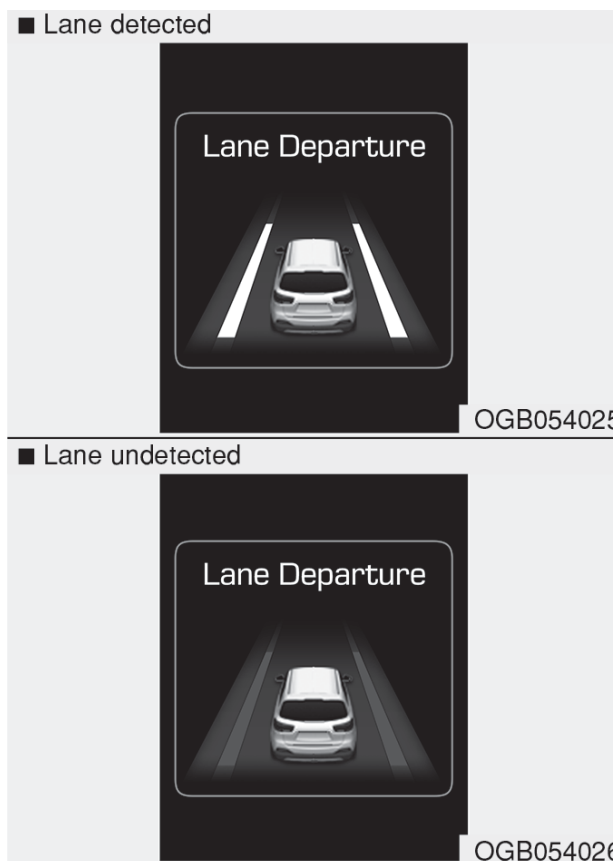 ■ Lane detected
Lane Departure
OGB054025
■ Lane undetected
Lane Departure
OGB054026